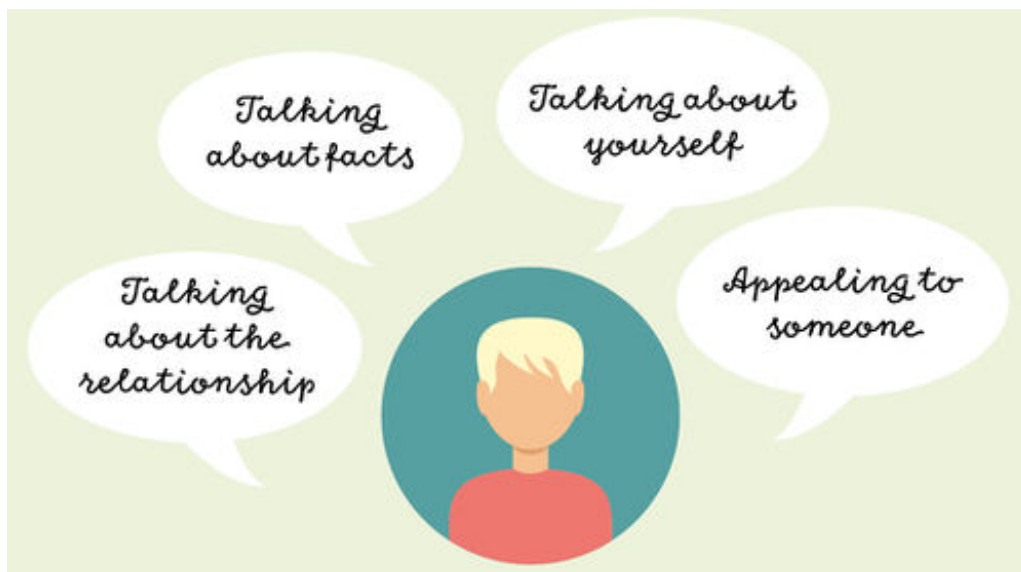 Talking
about facts
Talking about
yourself
Talking
about the
relationship
Appealing to
someone